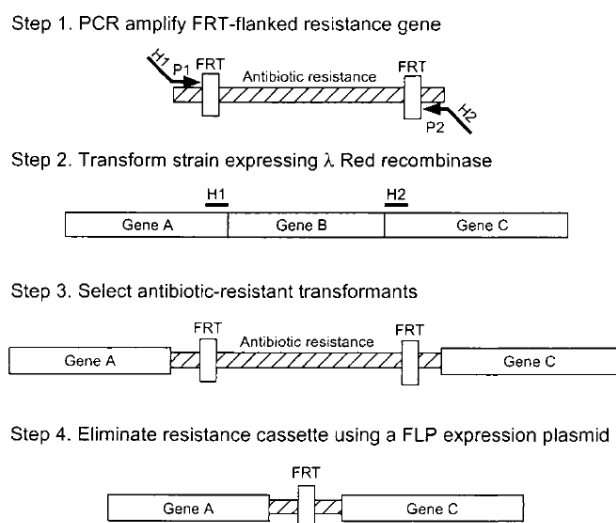 Step 1. PCR amplify FRT-flanked resistance gene
H1
P1
FRT
Antibiotic resistance
FRT
P2
H2
Step 2. Transform strain expressing λ Red recombinase
H1
H2
Gene A
Gene B
Gene C
Step 3. Select antibiotic-resistant transformants
FRT
Antibiotic resistance
FRT
Gene A
Gene C
Step 4. Eliminate resistance cassette using a FLP expression plasmid
FRT
Gene A
Gene C